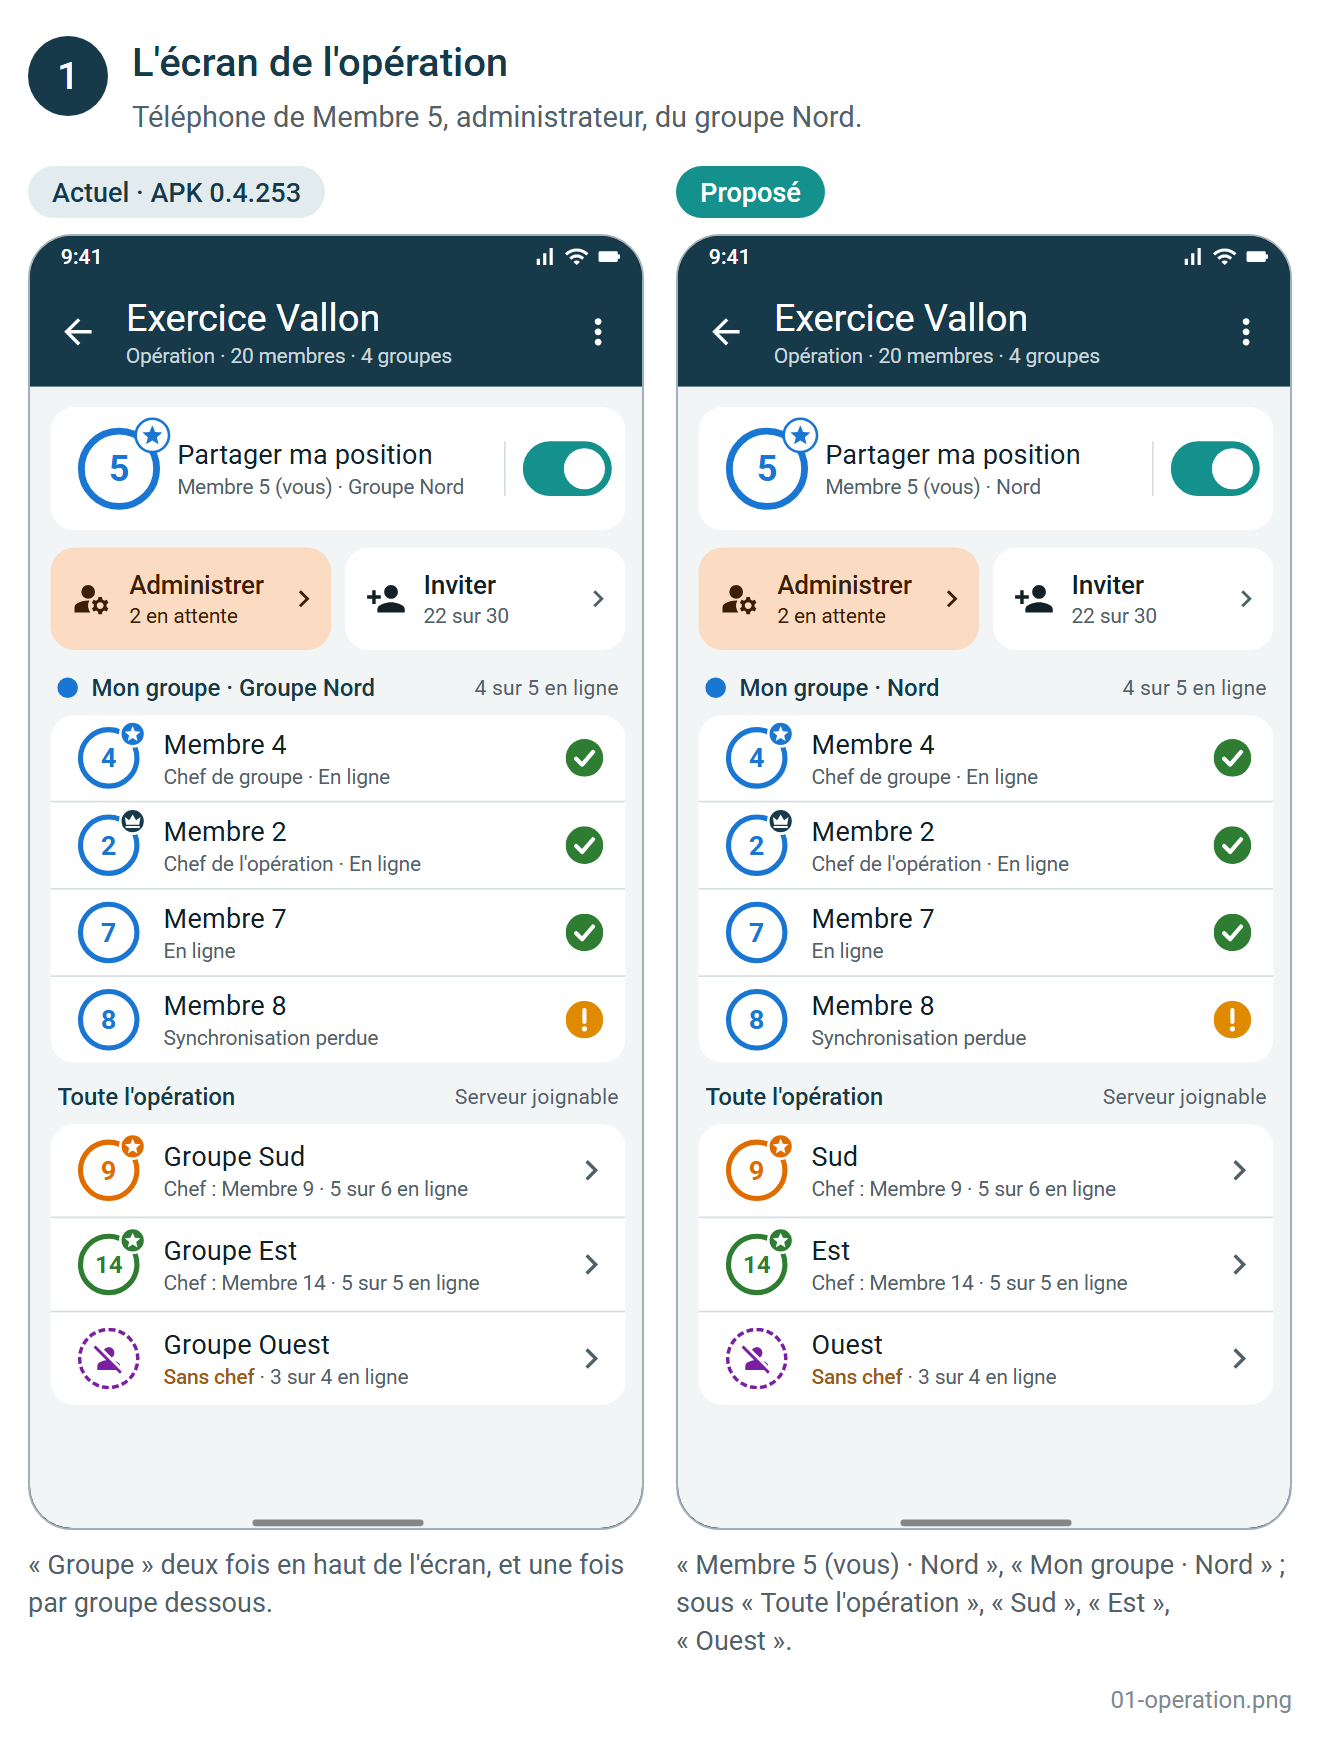 1
L'écran de l'opération
Téléphone de Membre 5, administrateur, du groupe Nord.
Actuel · APK 0.4.253
9:41
Exercice Vallon
Opération · 20 membres · 4 groupes
5
Partager ma position
Membre 5 (vous) · Groupe Nord
Administrer
2 en attente
Inviter
22 sur 30
Mon groupe · Groupe Nord
4 sur 5 en ligne
4
Membre 4
Chef de groupe · En ligne
2
Membre 2
Chef de l'opération · En ligne
7
Membre 7
En ligne
8
Membre 8
Synchronisation perdue
Toute l'opération
Serveur joignable
9
Groupe Sud
Chef : Membre 9 · 5 sur 6 en ligne
14
Groupe Est
Chef : Membre 14 · 5 sur 5 en ligne
Groupe Ouest
Sans chef · 3 sur 4 en ligne
« Groupe » deux fois en haut de l'écran, et une fois
par groupe dessous.
Proposé
9:41
Exercice Vallon
Opération · 20 membres · 4 groupes
5
Partager ma position
Membre 5 (vous) · Nord
Administrer
2 en attente
Inviter
22 sur 30
Mon groupe · Nord
4 sur 5 en ligne
4
Membre 4
Chef de groupe · En ligne
2
Membre 2
Chef de l'opération · En ligne
7
Membre 7
En ligne
8
Membre 8
Synchronisation perdue
Toute l'opération
Serveur joignable
9
Sud
Chef : Membre 9 · 5 sur 6 en ligne
14
Est
Chef : Membre 14 · 5 sur 5 en ligne
Ouest
Sans chef · 3 sur 4 en ligne
« Membre 5 (vous) · Nord », « Mon groupe · Nord » ;
sous « Toute l'opération », « Sud », « Est »,
« Ouest ».
01-operation.png